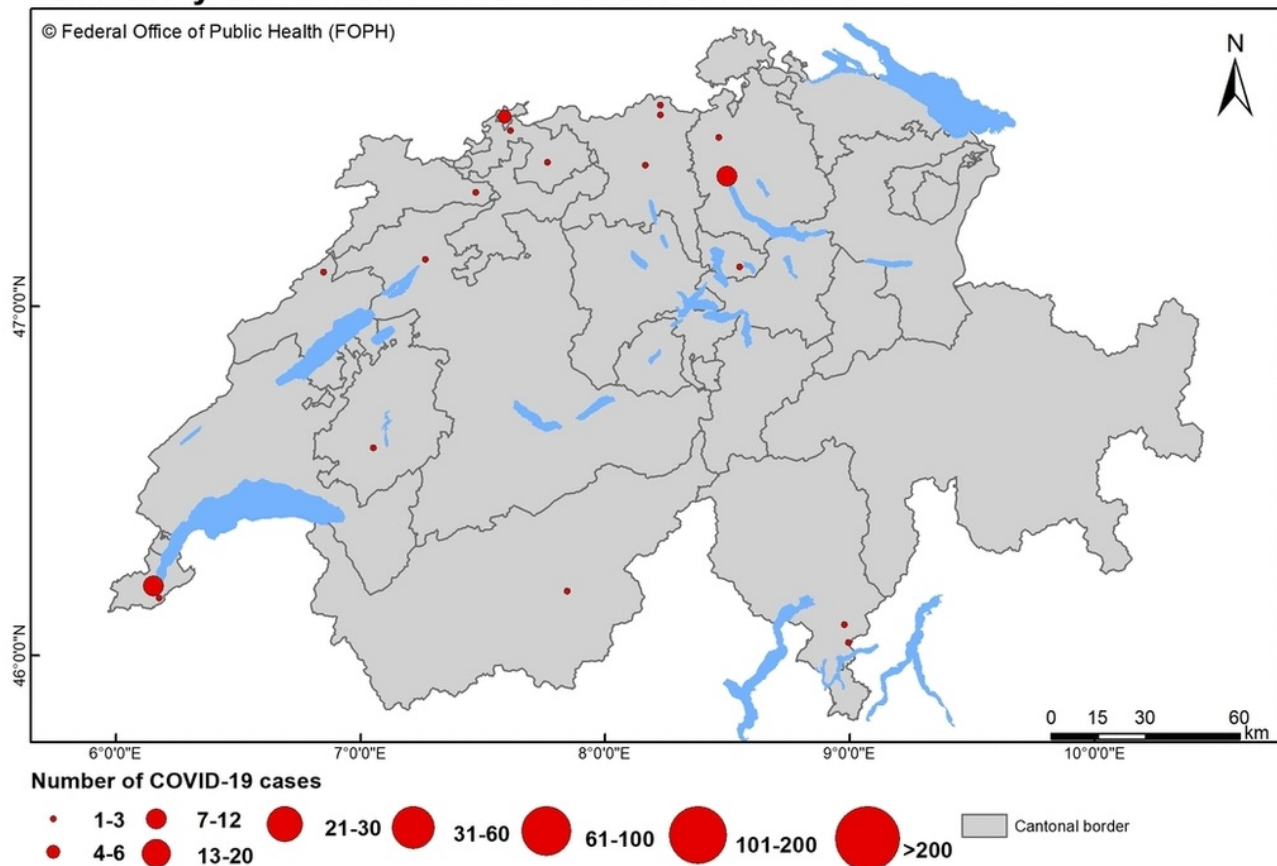 © Federal Office of Public Health (FOPH)
N
47°0'0"N
46°0'0"N
0 15 30 60
km
6°0'0"E 7°0'0"E 8°0'0"E 9°0'0"E 10°0'0"E
Number of COVID-19 cases
1-3 7-12 21-30 31-60 61-100 101-200 >200 Cantonal border
4-6 13-20